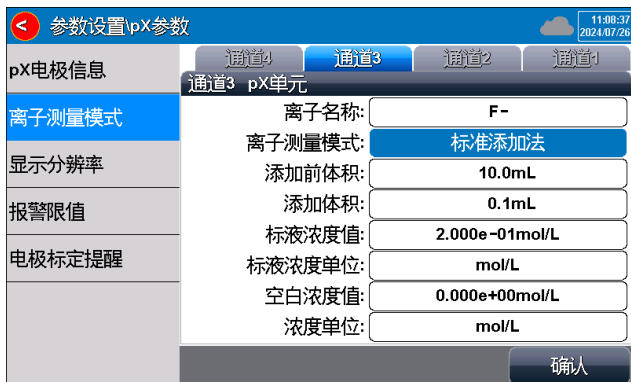 参数设置\pX参数
11:08:37
2024/07/26
pX电极信息
离子测量模式
显示分辨率
报警限值
电极标定提醒
通道4 通道3 通道2 通道1
通道3 pX单元
离子名称: F-
离子测量模式: 标准添加法
添加前体积: 10.0mL
添加体积: 0.1mL
标液浓度值: 2.000e-01mol/L
标液浓度单位: mol/L
空白浓度值: 0.000e+00mol/L
浓度单位: mol/L
确认